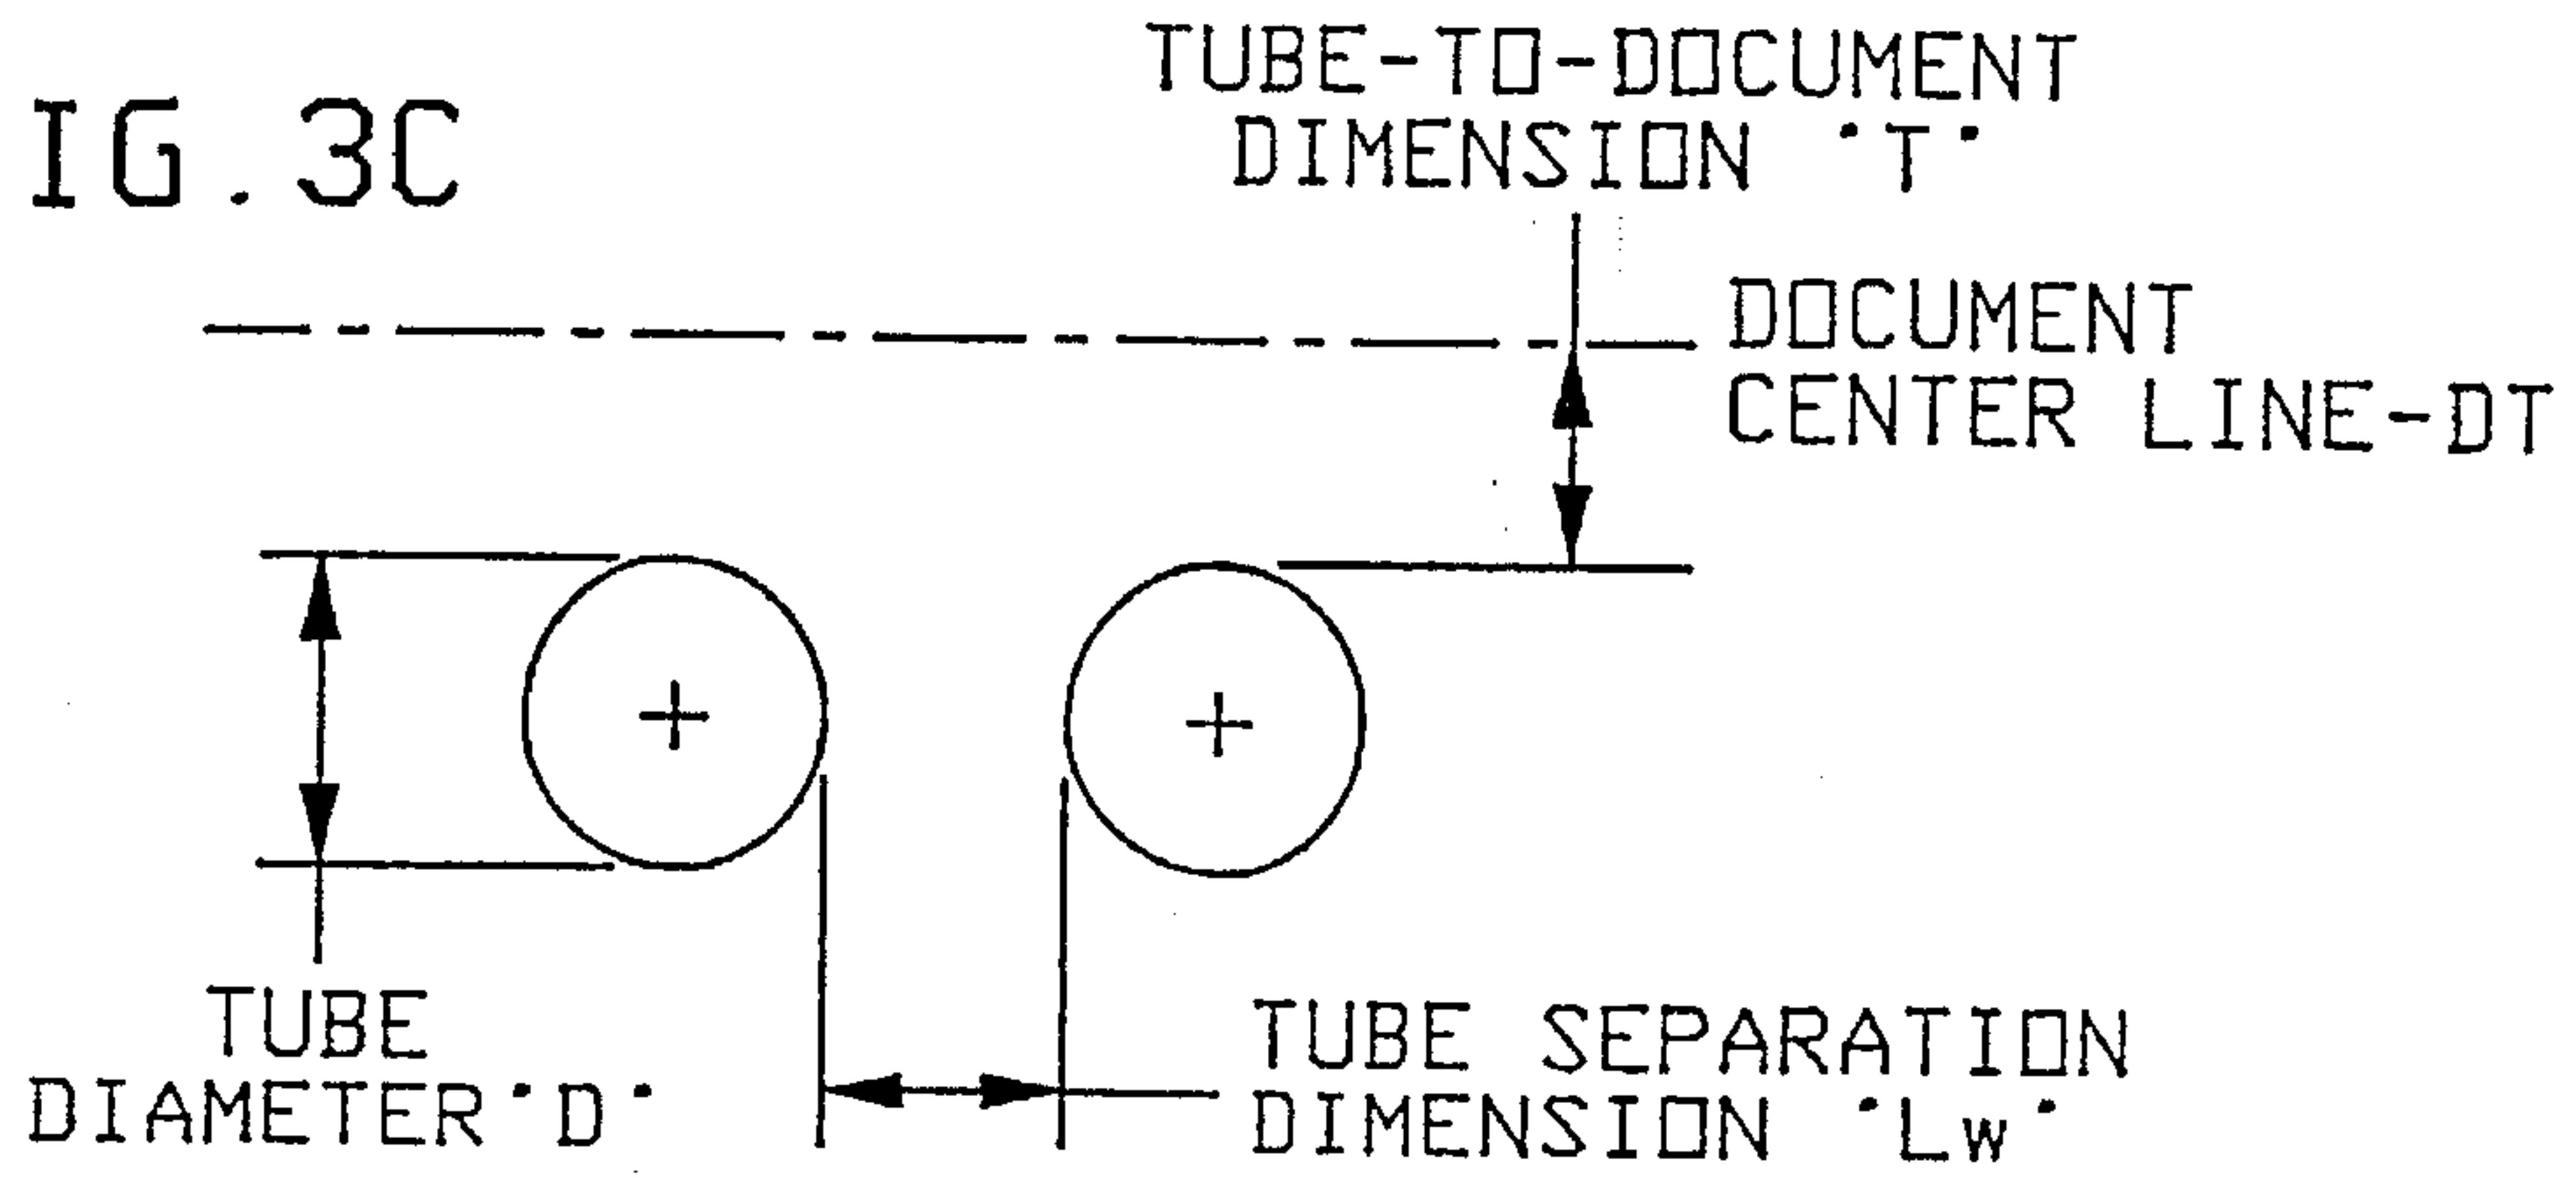 IG. 3C
TUBE-TO-DOCUMENT
DIMENSION "T"
DOCUMENT
CENTER LINE-DT
TUBE
DIAMETER "D"
TUBE SEPARATION
DIMENSION "Lw"